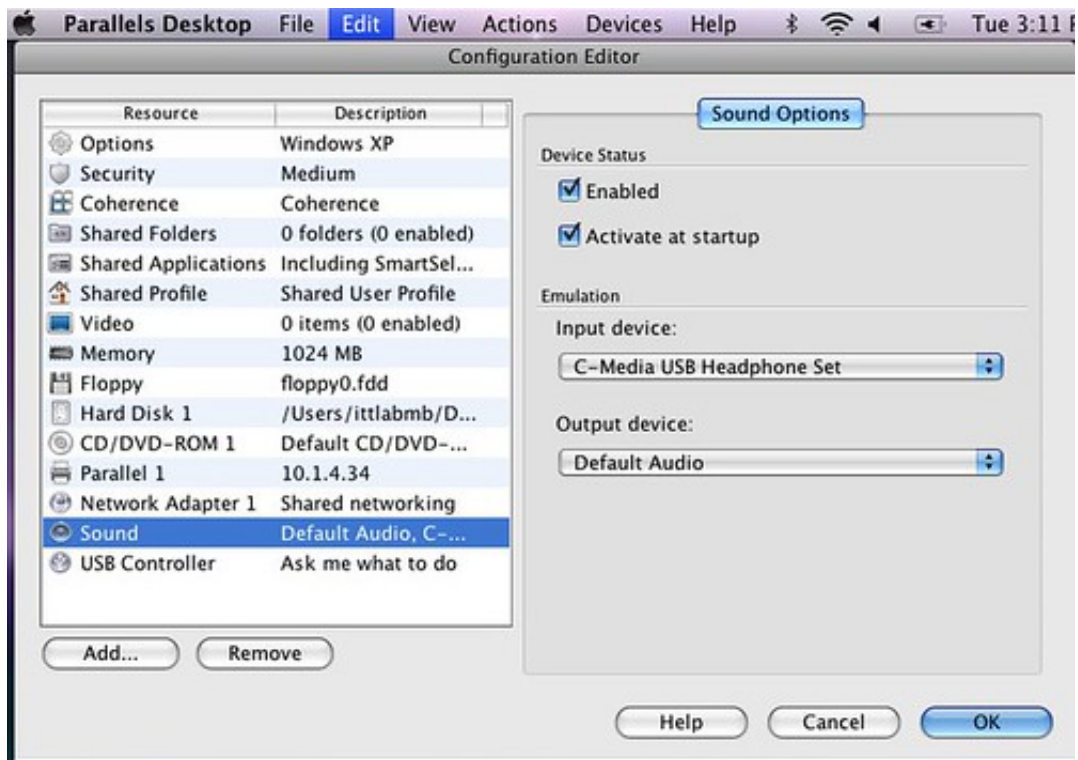 Parallels Desktop File Edit View Actions Devices Help Tue 3:11
Configuration Editor
Resource Description
Options Windows XP
Security Medium
Coherence Coherence
Shared Folders 0 folders (0 enabled)
Shared Applications Including SmartSel...
Shared Profile Shared User Profile
Video 0 items (0 enabled)
Memory 1024 MB
Floppy floppy0.fdd
Hard Disk 1 /Users/ittlabmb/D...
CD/DVD-ROM 1 Default CD/DVD-...
Parallel 1 10.1.4.34
Network Adapter 1 Shared networking
Sound Default Audio, C-...
USB Controller Ask me what to do
Add... Remove
Sound Options
Device Status
Enabled
Activate at startup
Emulation
Input device:
C-Media USB Headphone Set
Output device:
Default Audio
Help Cancel OK